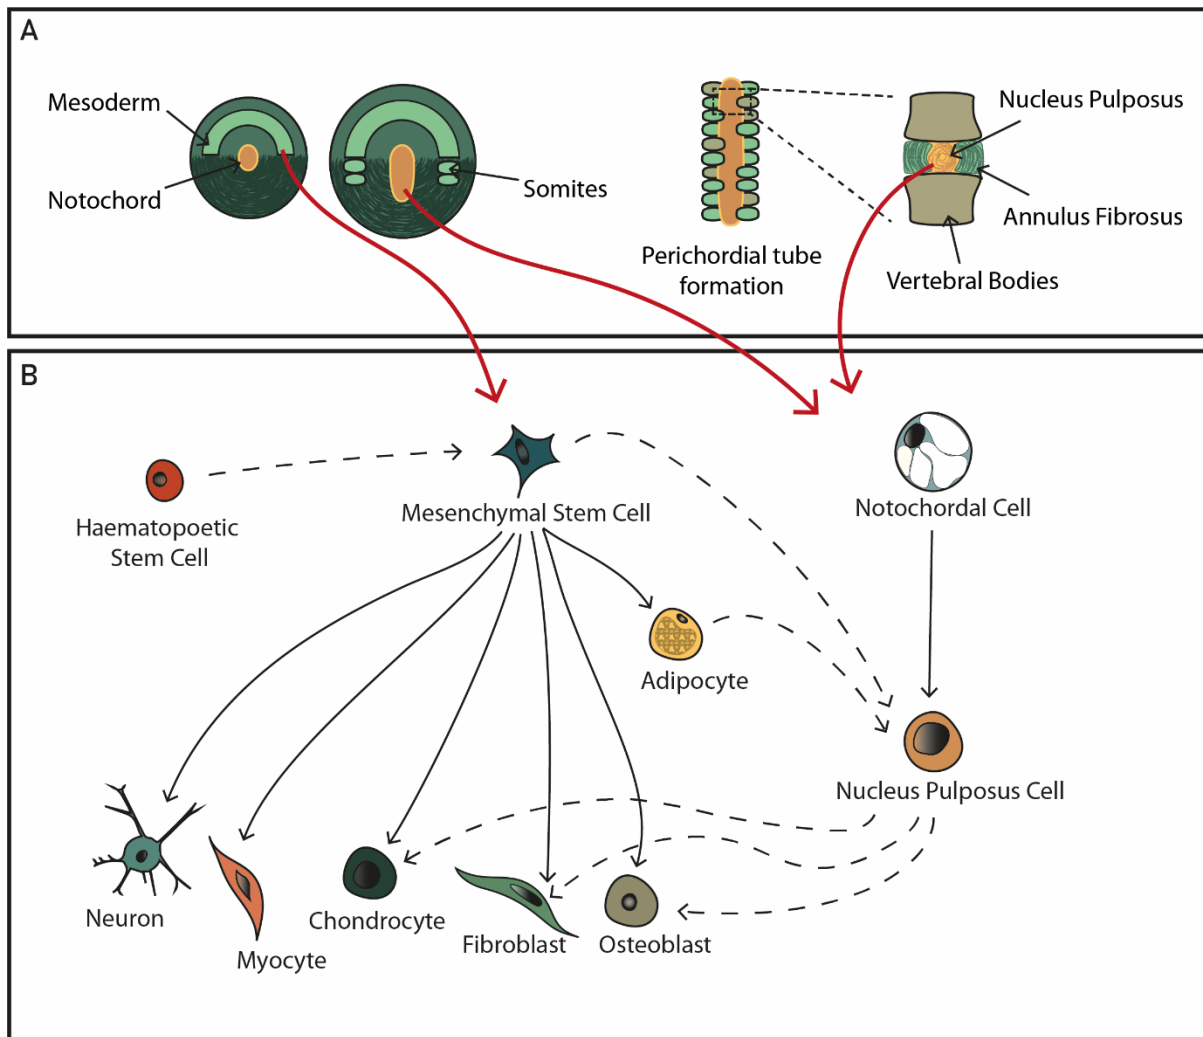 A
Mesoderm
Notochord
Somites
Perichordial tube
formation
Nucleus Pulposus
Annulus Fibrosus
Vertebral Bodies
B
Haematopoetic
Stem Cell
Mesenchymal Stem Cell
Notochordal Cell
Adipocyte
Nucleus Pulposus Cell
Neuron
Myocyte
Chondrocyte
Fibroblast
Osteoblast